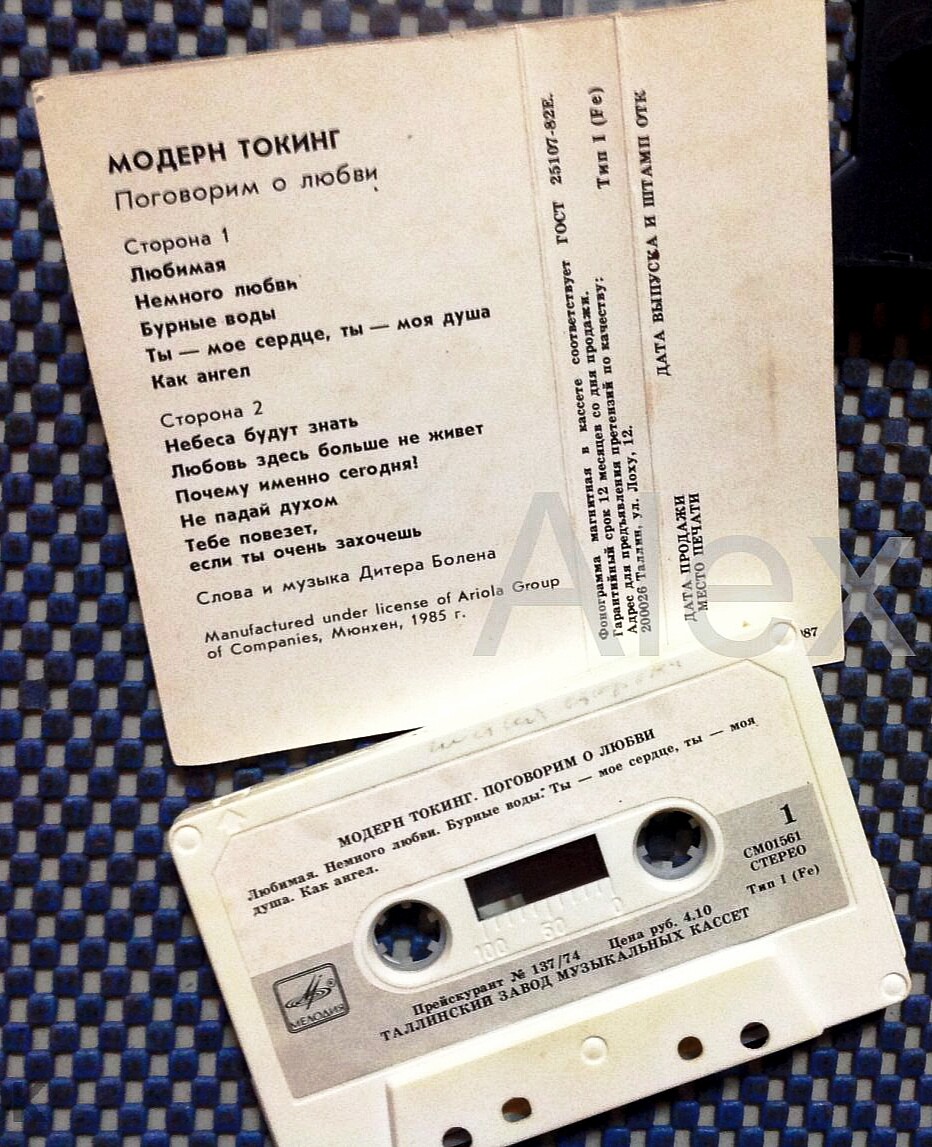 МОДЕРН ТОКИНГ
Поговорим о любви
Сторона 1
Любимая
Немного любви
Бурные воды
Ты — мое сердце, ты — моя душа
Как ангел
Сторона 2
Небеса будут знать
Любовь здесь больше не живет
Почему именно сегодня?
Не падай духом
Тебе повезет,
если ты очень захочешь
Слова и музыка Дитера Болена
Manufactured under license of Ariola Group
of Companies, Мюнхен, 1985 г.
Фонограмма магнитная в кассете соответствует ГОСТ 25107-82Е.
Гарантийный срок 12 месяцев со дня продажи. Тип I (Fe)
Адрес для предъявления претензий по качеству:
200026 Таллин, ул. Лоху, 12.
ДАТА ВЫПУСКА И ШТАМП ОТК
ДАТА ПРОДАЖИ
МЕСТО ПЕЧАТИ
87
Alex
МОДЕРН ТОКИНГ. ПОГОВОРИМ О ЛЮБВИ
Любимая. Немного любви. Бурные воды. Ты — мое сердце, ты — моя
душа. Как ангел.
1
СМ01561
СТЕРЕО
Тип I (Fe)
100 50 0
Прейскурант № 137/74 Цена руб. 4.10
ТАЛЛИНСКИЙ ЗАВОД МУЗЫКАЛЬНЫХ КАССЕТ
МЕЛОДИЯ